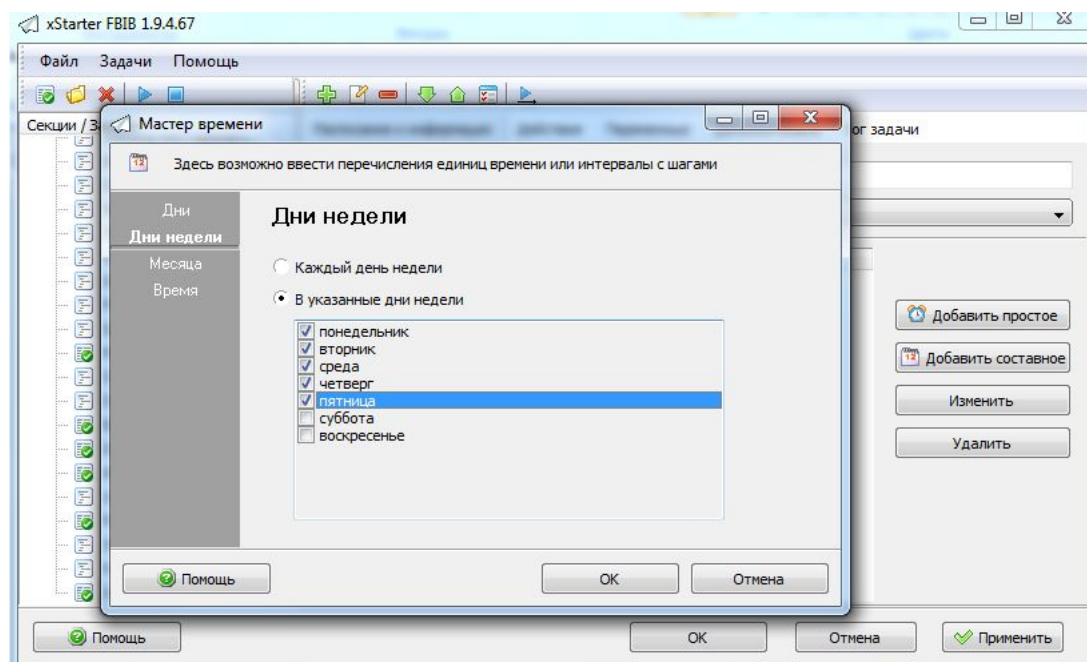 xStarter FBIB 1.9.4.67
Файл Задачи Помощь
Секции / З
Мастер времени
ог задачи
Здесь возможно ввести перечисления единиц времени или интервалы с шагами
Дни
Дни недели
Месяца
Время
Дни недели
Каждый день недели
В указанные дни недели
понедельник
вторник
среда
четверг
пятница
суббота
воскресенье
Добавить простое
Добавить составное
Изменить
Удалить
Помощь OK Отмена
Помощь OK Отмена Применить